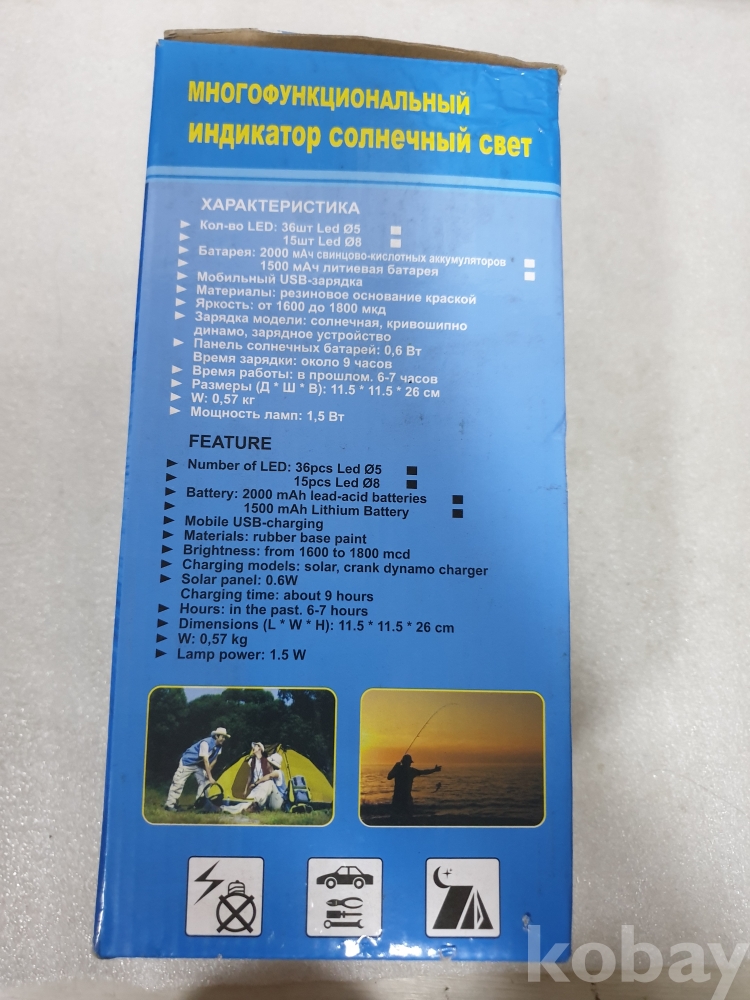 МНОГОФУНКЦИОНАЛЬНЫЙ
индикатор солнечный свет
ХАРАКТЕРИСТИКА
Кол-во LED: 36шт Led Ø5
15шт Led Ø8
Батарея: 2000 мАч свинцово-кислотных аккумуляторов
1500 мАч литиевая батарея
Мобильный USB-зарядка
Материалы: резиновое основание краской
Яркость: от 1600 до 1800 мкд
Зарядка модели: солнечная, кривошипно
динамо, зарядное устройство
Панель солнечных батарей: 0,6 Вт
Время зарядки: около 9 часов
Время работы: в прошлом. 6-7 часов
Размеры (Д * Ш * В): 11.5 * 11.5 * 26 см
W: 0,57 кг
Мощность ламп: 1,5 Вт
FEATURE
Number of LED: 36pcs Led Ø5
15pcs Led Ø8
Battery: 2000 mAh lead-acid batteries
1500 mAh Lithium Battery
Mobile USB-charging
Materials: rubber base paint
Brightness: from 1600 to 1800 mcd
Charging models: solar, crank dynamo charger
Solar panel: 0.6W
Charging time: about 9 hours
Hours: in the past. 6-7 hours
Dimensions (L * W * H): 11.5 * 11.5 * 26 cm
W: 0,57 kg
Lamp power: 1.5 W
kobay